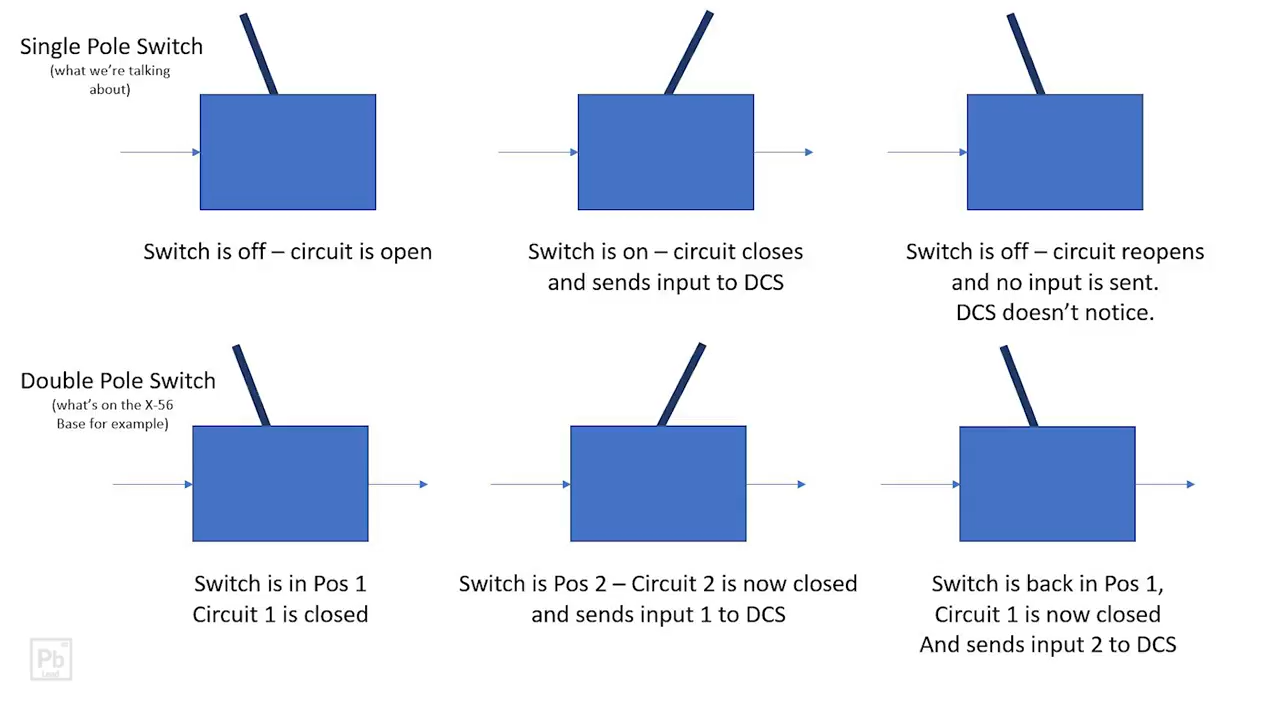 Single Pole Switch
(what we're talking
about)
Switch is off – circuit is open
Switch is on – circuit closes
and sends input to DCS
Switch is off – circuit reopens
and no input is sent.
DCS doesn't notice.
Double Pole Switch
(what's on the X-56
Base for example)
Switch is in Pos 1
Circuit 1 is closed
Switch is Pos 2 – Circuit 2 is now closed
and sends input 1 to DCS
Switch is back in Pos 1,
Circuit 1 is now closed
And sends input 2 to DCS
Pb
Lead